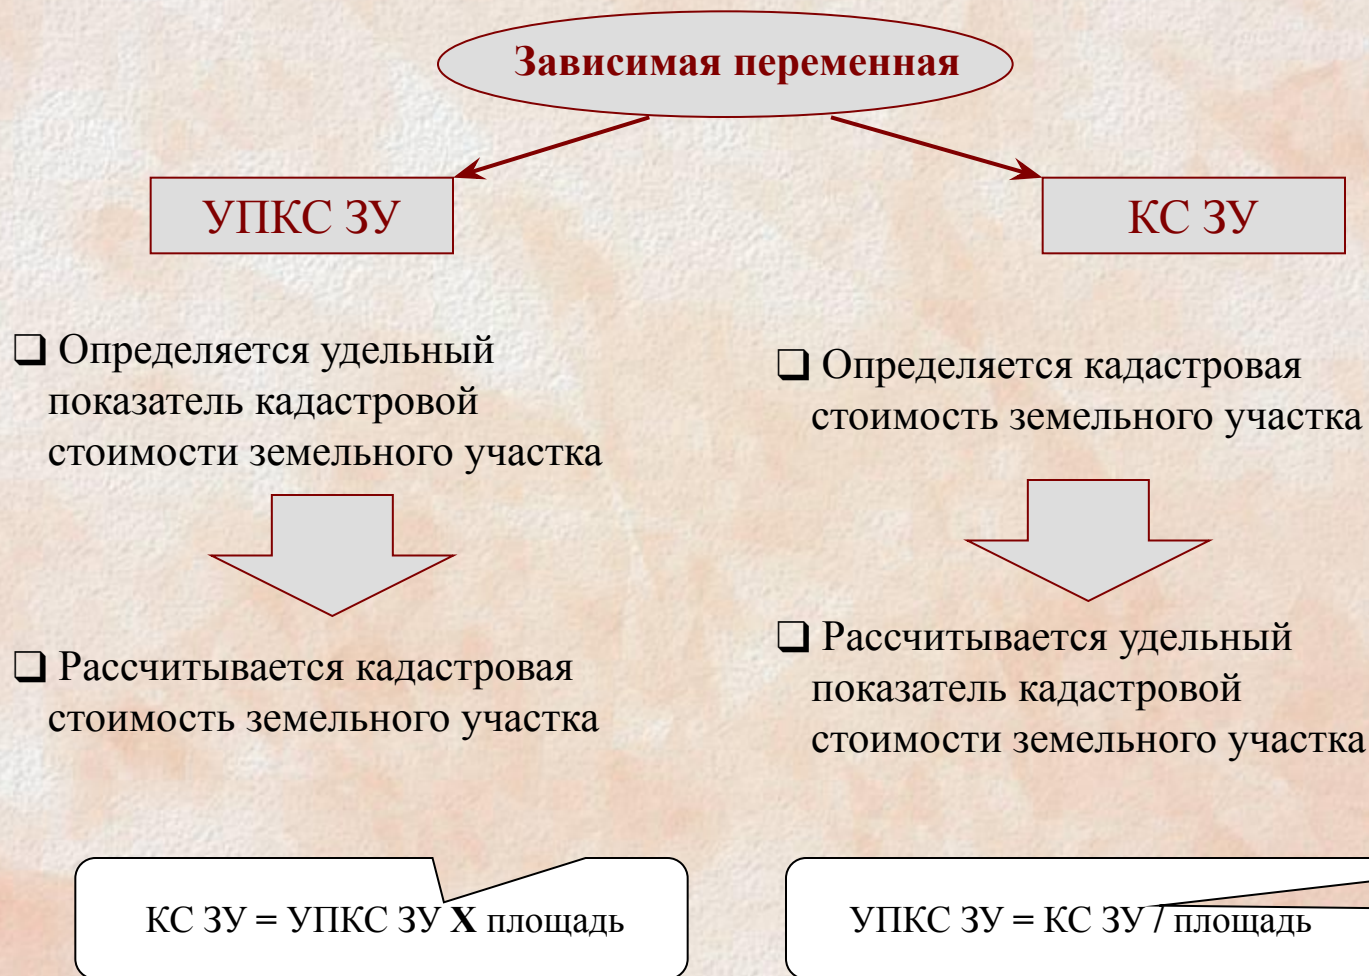 Зависимая переменная
УПКС ЗУ
КС ЗУ
❑ Определяется удельный
показатель кадастровой
стоимости земельного участка
❑ Рассчитывается кадастровая
стоимость земельного участка
КС ЗУ = УПКС ЗУ X площадь
❑ Определяется кадастровая
стоимость земельного участка
❑ Рассчитывается удельный
показатель кадастровой
стоимости земельного участка
УПКС ЗУ = КС ЗУ / площадь